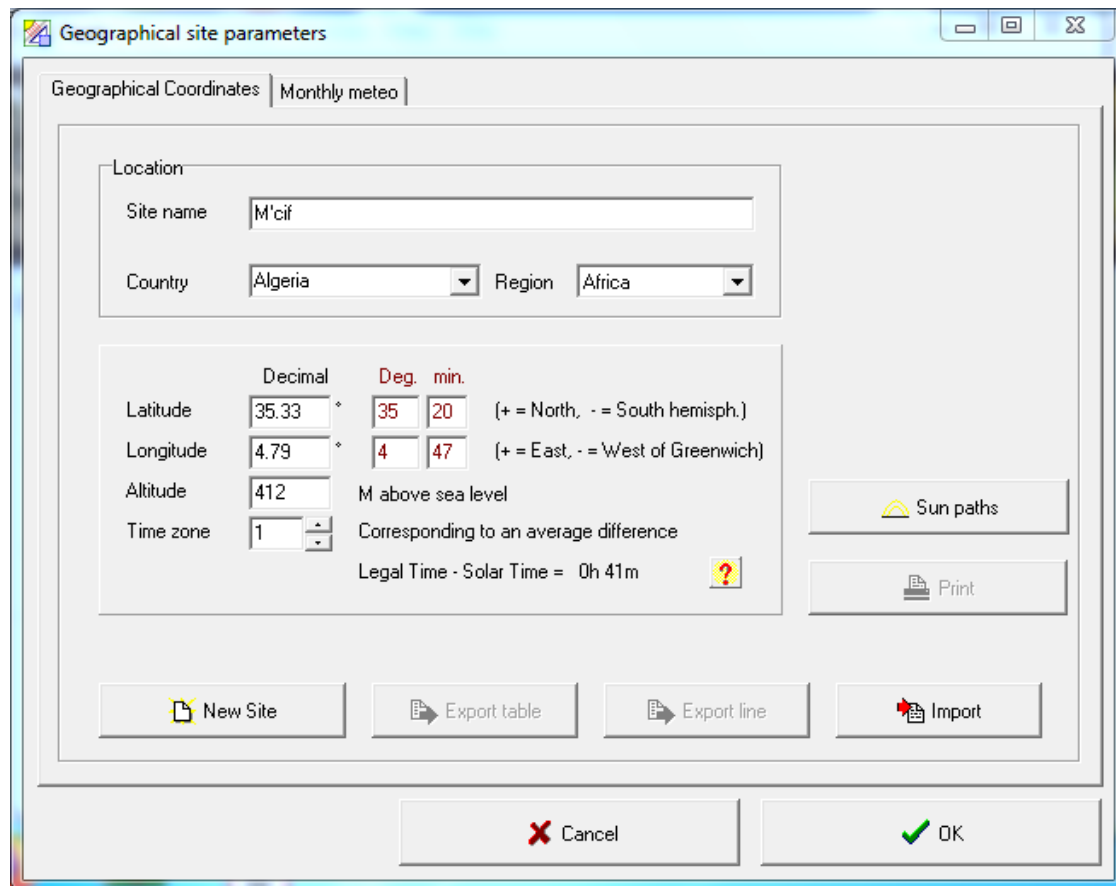 Geographical site parameters
Geographical Coordinates Monthly meteo
Location
Site name M'cif
Country Algeria Region Africa
Decimal Deg. min.
Latitude 35.33 ° 35 20 (+ = North, - = South hemisph.)
Longitude 4.79 ° 4 47 (+ = East, - = West of Greenwich)
Altitude 412 M above sea level
Time zone 1 Corresponding to an average difference
Legal Time - Solar Time = 0h 41m ?
Sun paths
Print
New Site Export table Export line Import
Cancel OK